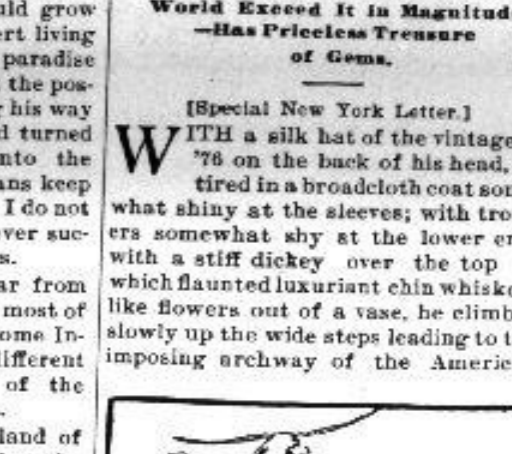 uld grow
ert living
paradise
the pos-
his way
d turned
nto the
ans keep
I do not
ver suc-
s.
ar from
most of
ome In-
ifferent
of the
land of
World Exceed It in Magnitud
—Has Priceless Treasure
of Gems.
[Special New York Letter.]
WITH a silk hat of the vintage
'76 on the back of his head,
tired in a broadcloth coat som
what shiny at the sleeves; with tro
ers somewhat shy at the lower en
with a stiff dickey over the top
which flaunted luxuriant chin whiske
like flowers out of a vase, he climb
slowly up the wide steps leading to t
imposing archway of the Americ